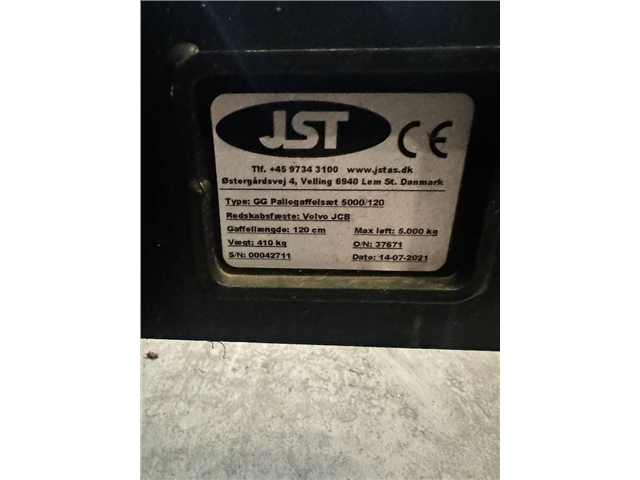 JST CE
Tlf. +45 9734 3100 www.jstas.dk
Østergårdsvej 4, Velling 6940 Lem St. Danmark
Type: GG Pallegaffelsæt 5000/120
Redskabsfæste: Volvo JCB
Gaffellængde: 120 cm Max løft: 5.000 kg
Vægt: 410 kg O/N: 37671
S/N: 00042711 Dato: 14-07-2021